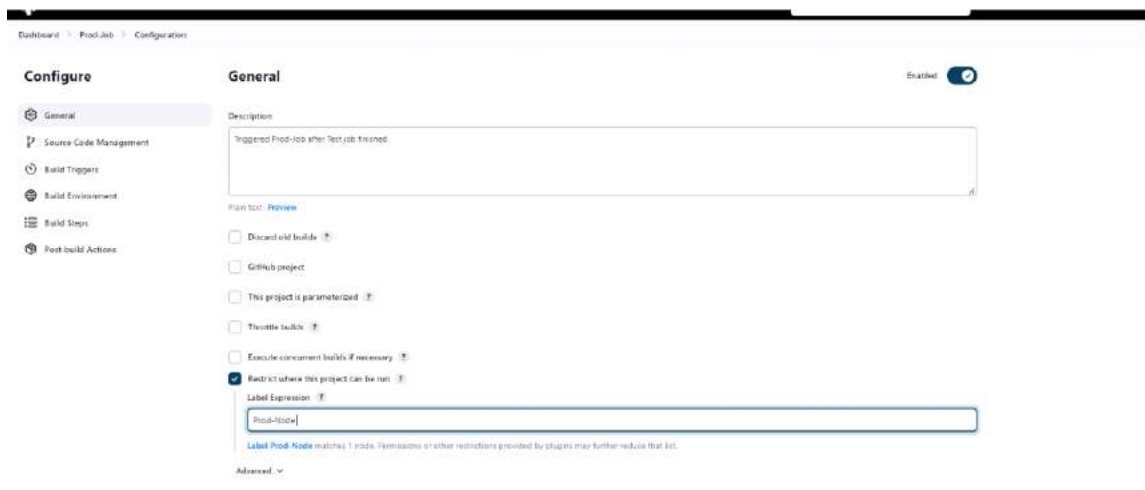 Dashboard > Prod-Job > Configuration
Configure
General
Source Code Management
Build Triggers
Build Environment
Build Steps
Post-build Actions
General
Enabled
Description
Triggered Prod-Job after Test job finished
Plain text Preview
Discard old builds ?
GitHub project
This project is parameterized ?
Throttle builds ?
Execute concurrent builds if necessary ?
Restrict where this project can be run ?
Label Expression ?
Prod-Node
Label Prod-Node matches 1 node. Permissions or other restrictions provided by plugins may further reduce that list.
Advanced